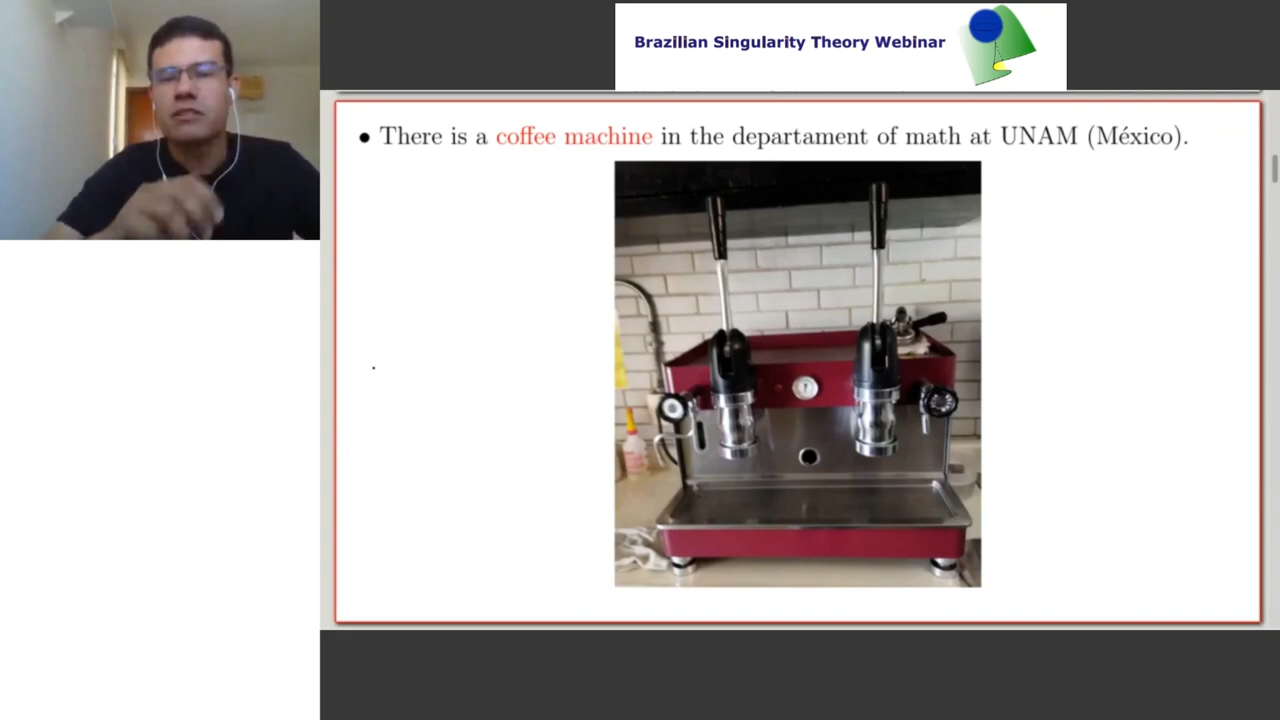 Brazilian Singularity Theory Webinar
• There is a coffee machine in the departament of math at UNAM (México).